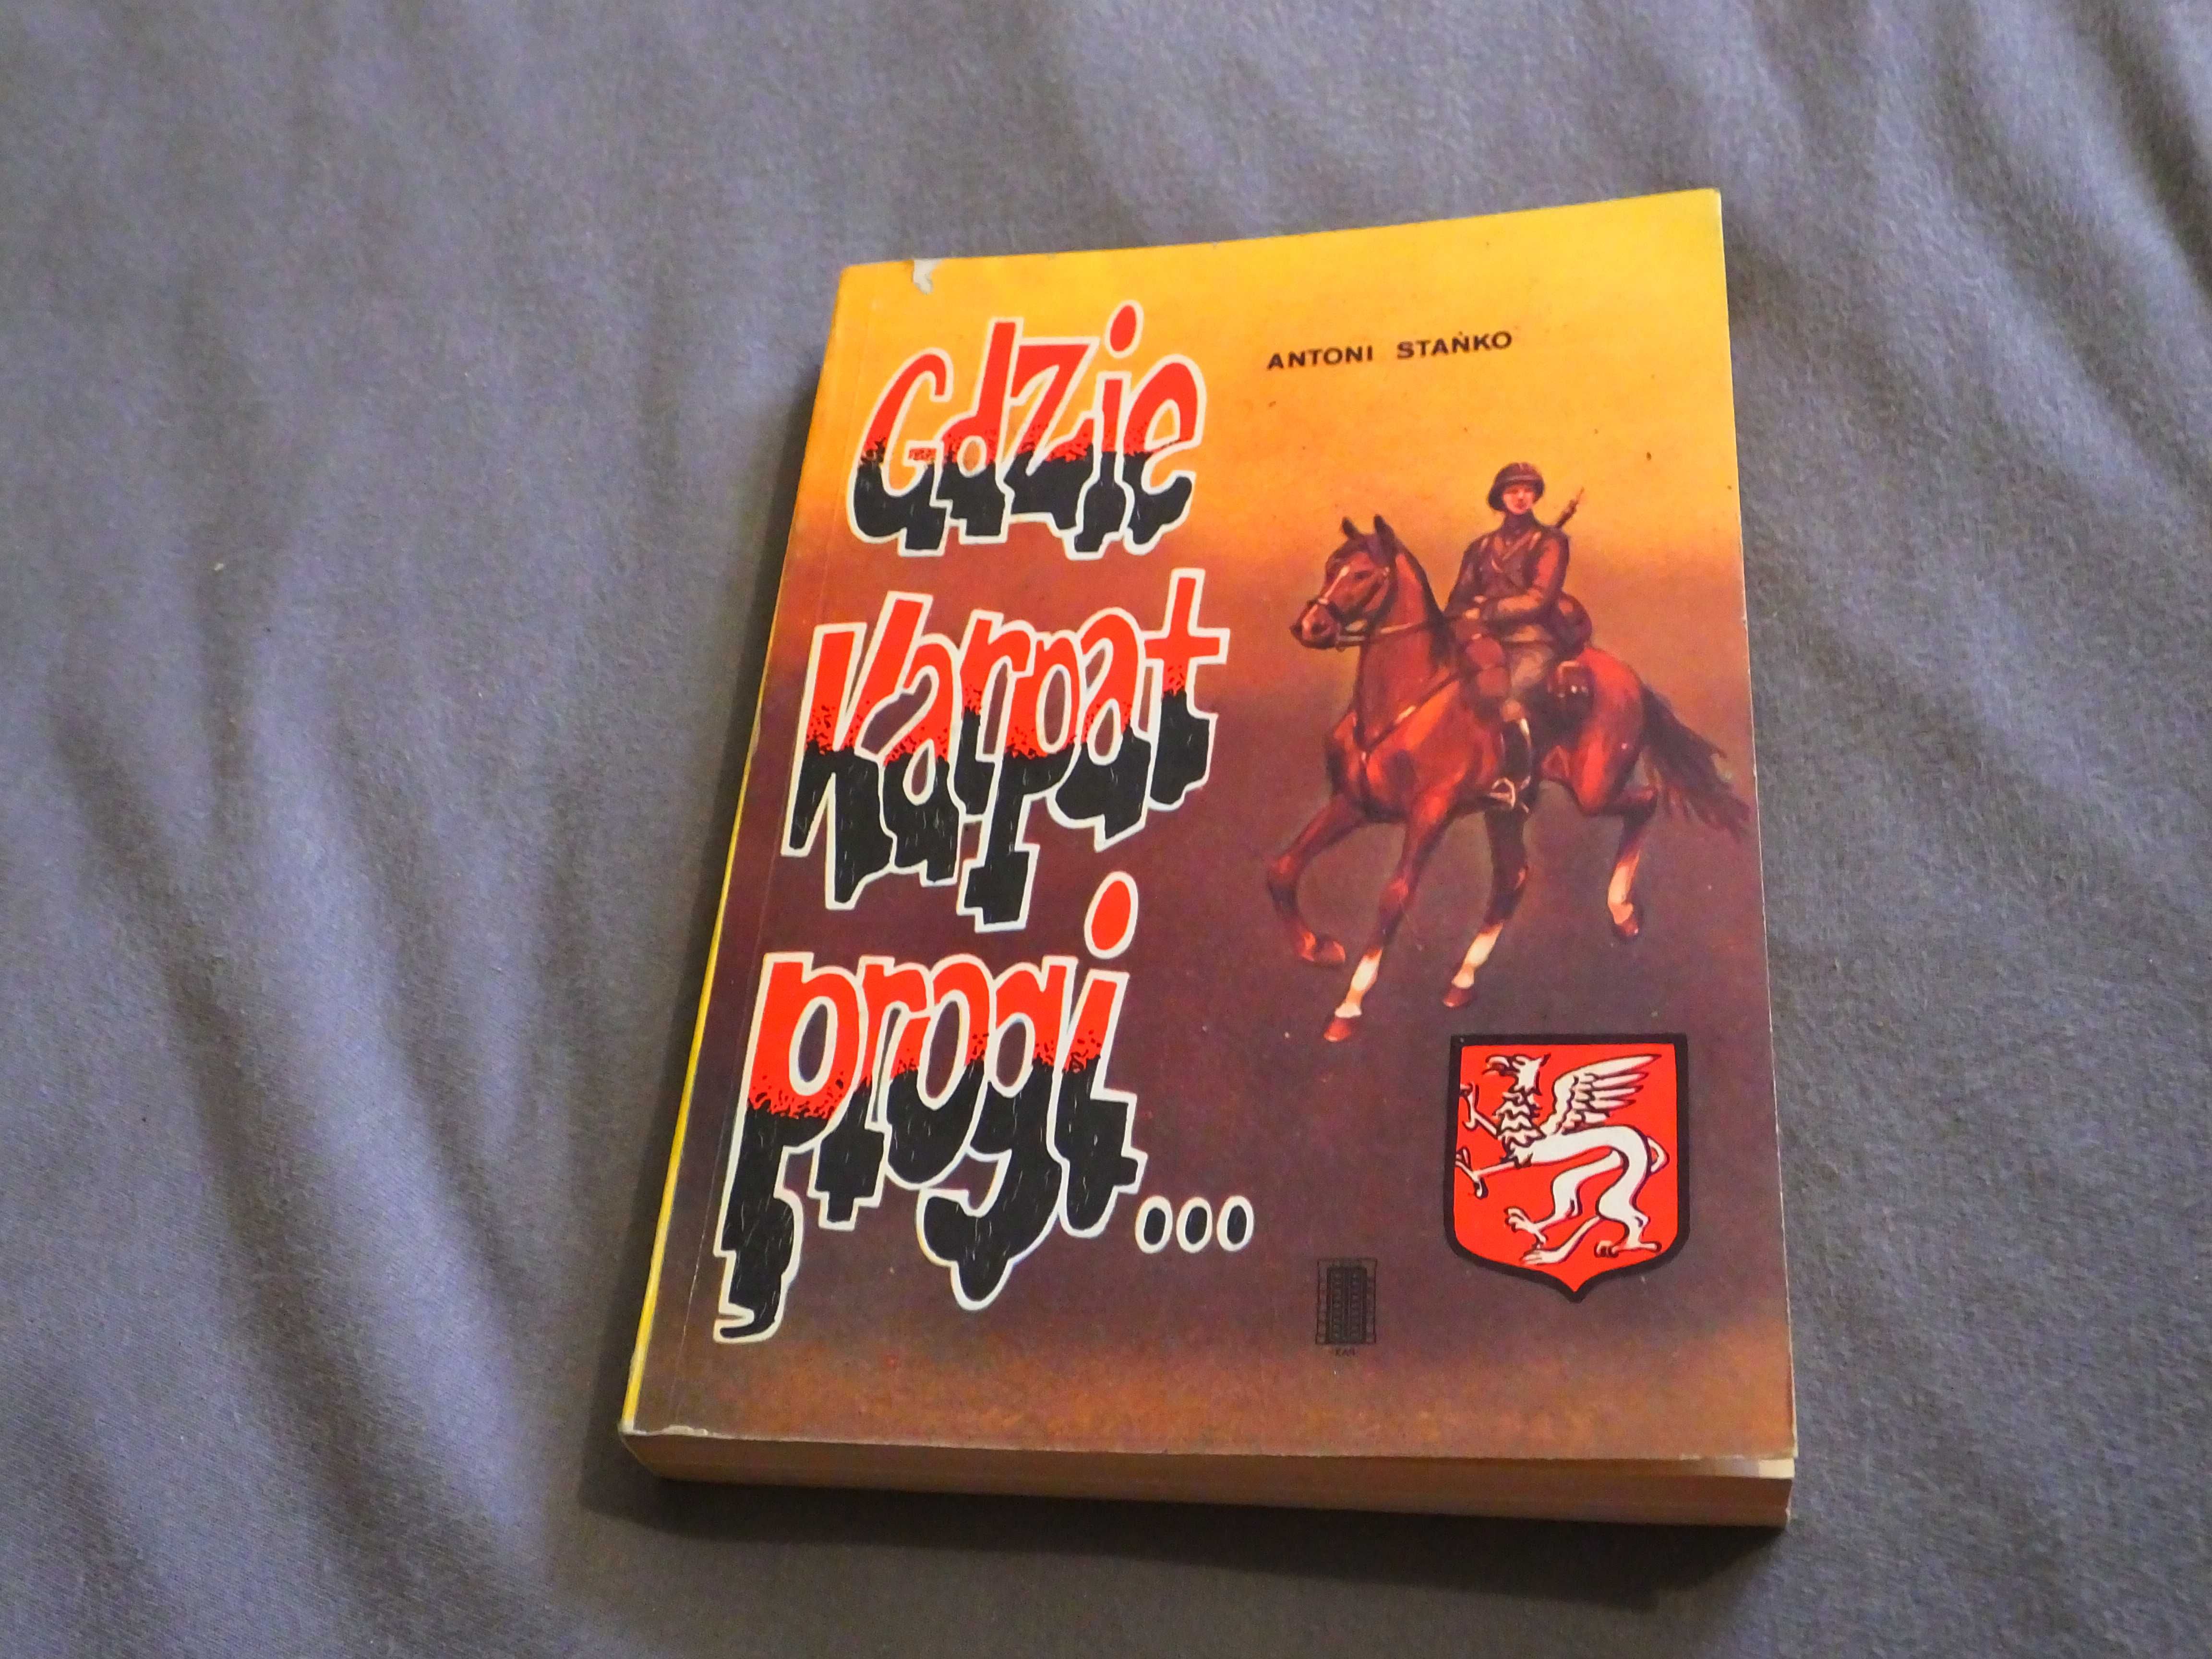 Gdzie
Karpat
progi...
ANTONI STAŃKO